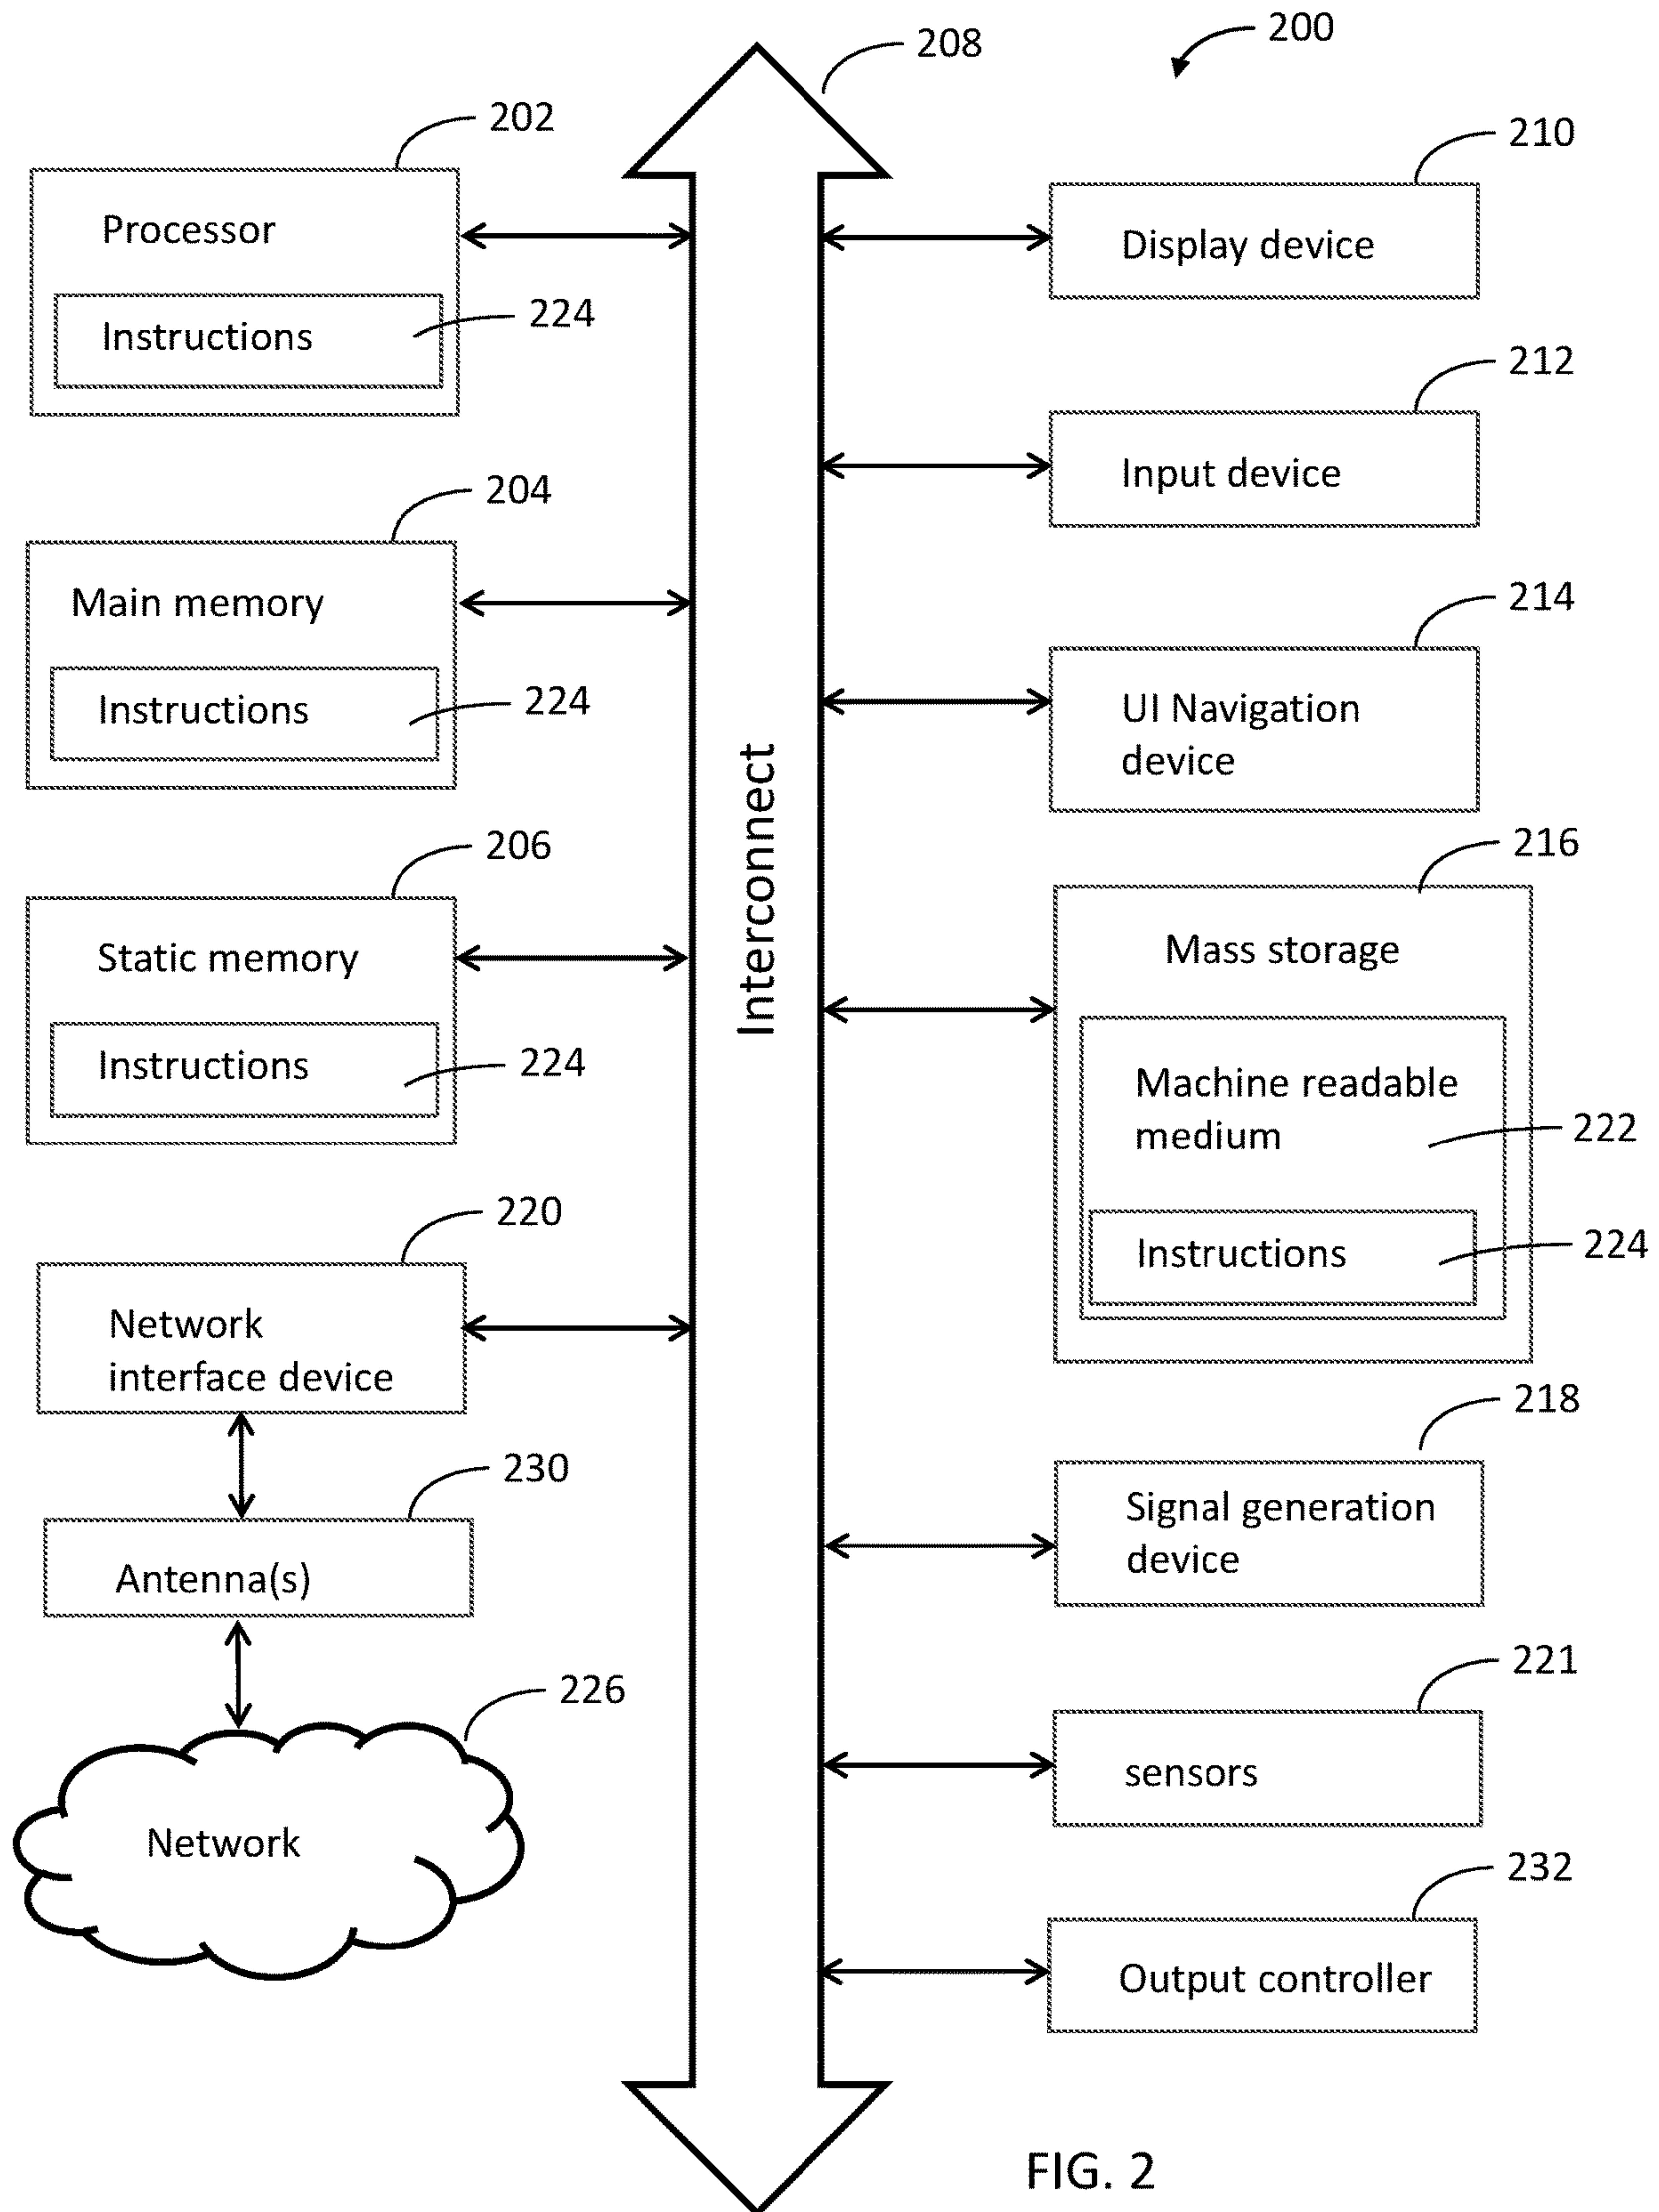 200
208
202
Processor
Instructions
224
204
Main memory
Instructions
224
206
Static memory
Instructions
224
220
Network
interface device
230
Antenna(s)
226
Network
Interconnect
210
Display device
212
Input device
214
UI Navigation
device
216
Mass storage
Machine readable
medium
222
Instructions
224
218
Signal generation
device
221
sensors
232
Output controller
FIG. 2